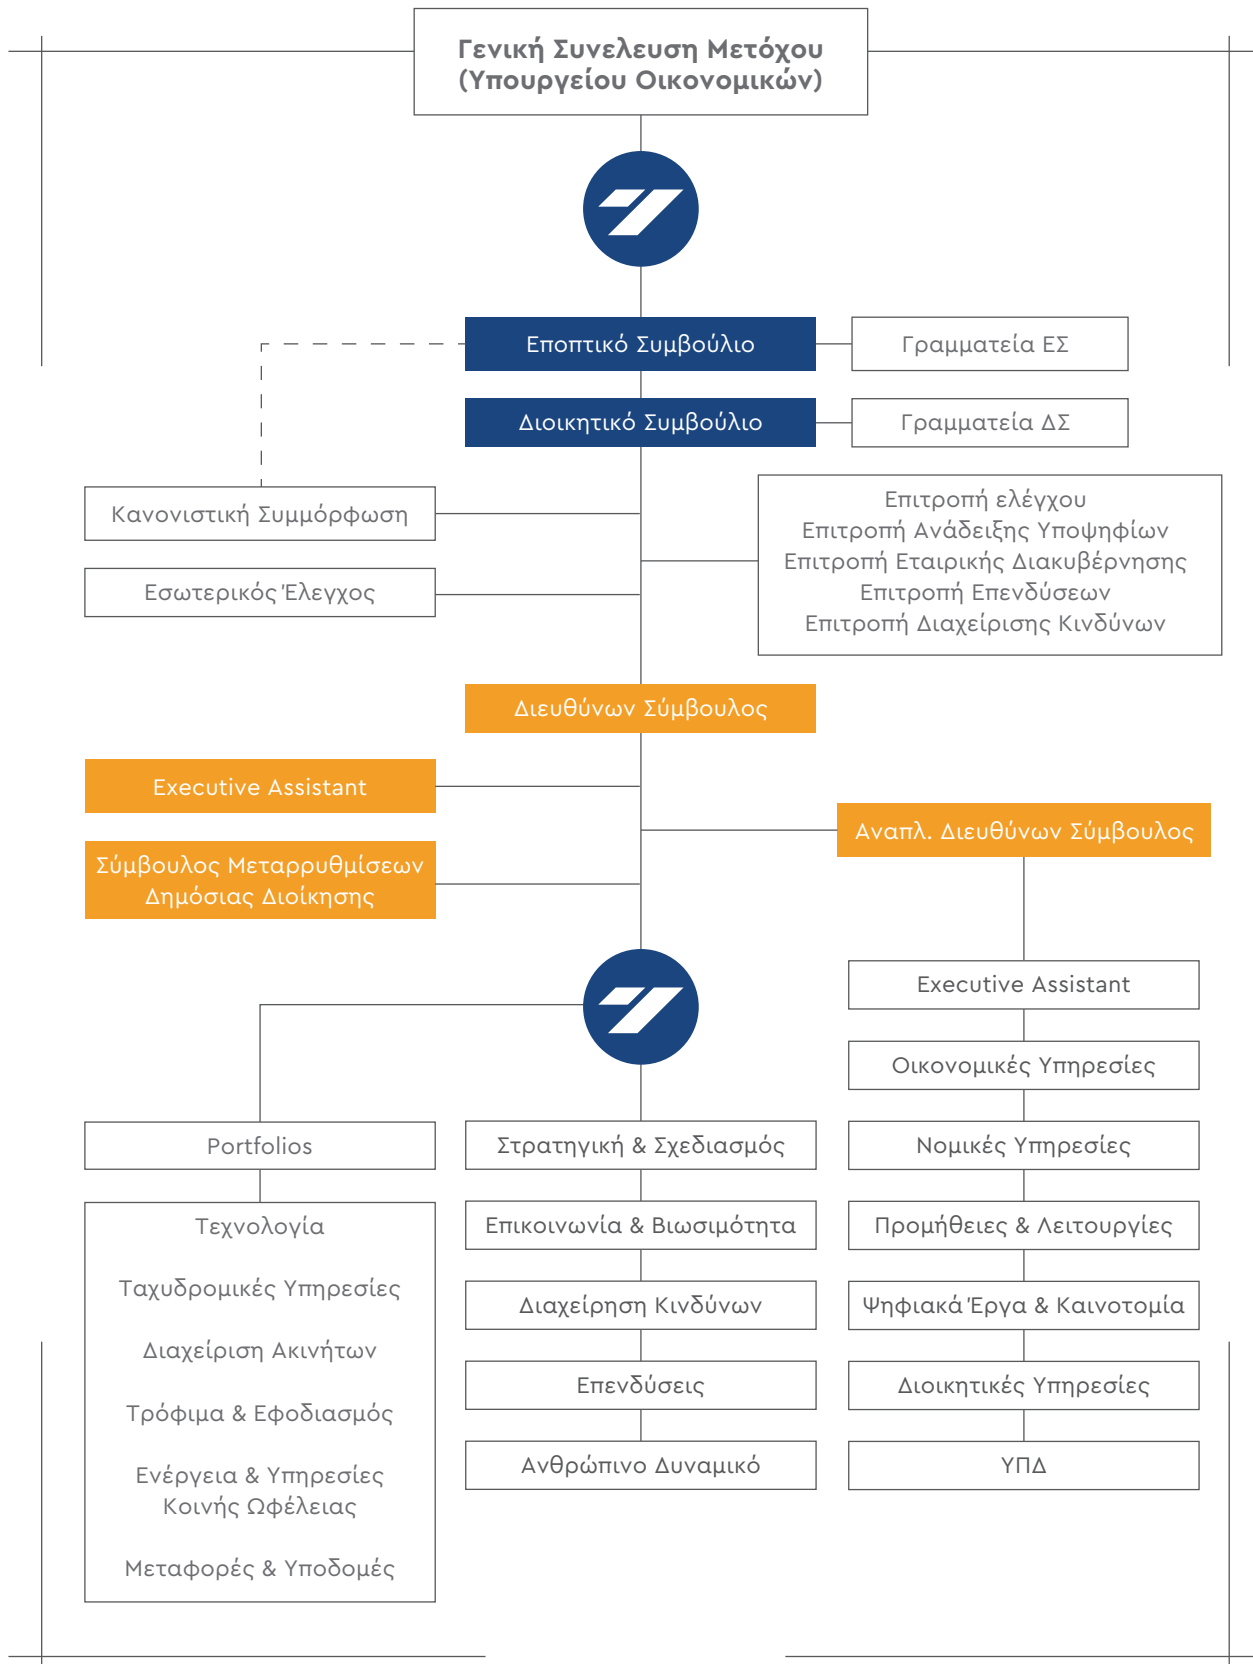 Γενική Συνελευση Μετόχου
(Υπουργείου Οικονομικών)
Εποπτικό Συμβούλιο
Γραμματεία ΕΣ
Διοικητικό Συμβούλιο
Γραμματεία ΔΣ
Κανονιστική Συμμόρφωση
Εσωτερικός Έλεγχος
Επιτροπή ελέγχου
Επιτροπή Ανάδειξης Υποψηφίων
Επιτροπή Εταιρικής Διακυβέρνησης
Επιτροπή Επενδύσεων
Επιτροπή Διαχείρισης Κινδύνων
Διευθύνων Σύμβουλος
Executive Assistant
Αναπλ. Διευθύνων Σύμβουλος
Σύμβουλος Μεταρρυθμίσεων
Δημόσιας Διοίκησης
Portfolios
Τεχνολογία
Ταχυδρομικές Υπηρεσίες
Διαχείριση Ακινήτων
Τρόφιμα & Εφοδιασμός
Ενέργεια & Υπηρεσίες
Κοινής Ωφέλειας
Μεταφορές & Υποδομές
Στρατηγική & Σχεδιασμός
Επικοινωνία & Βιωσιμότητα
Διαχείρηση Κινδύνων
Επενδύσεις
Ανθρώπινο Δυναμικό
Executive Assistant
Οικονομικές Υπηρεσίες
Νομικές Υπηρεσίες
Προμήθειες & Λειτουργίες
Ψηφιακά Έργα & Καινοτομία
Διοικητικές Υπηρεσίες
ΥΠΔ